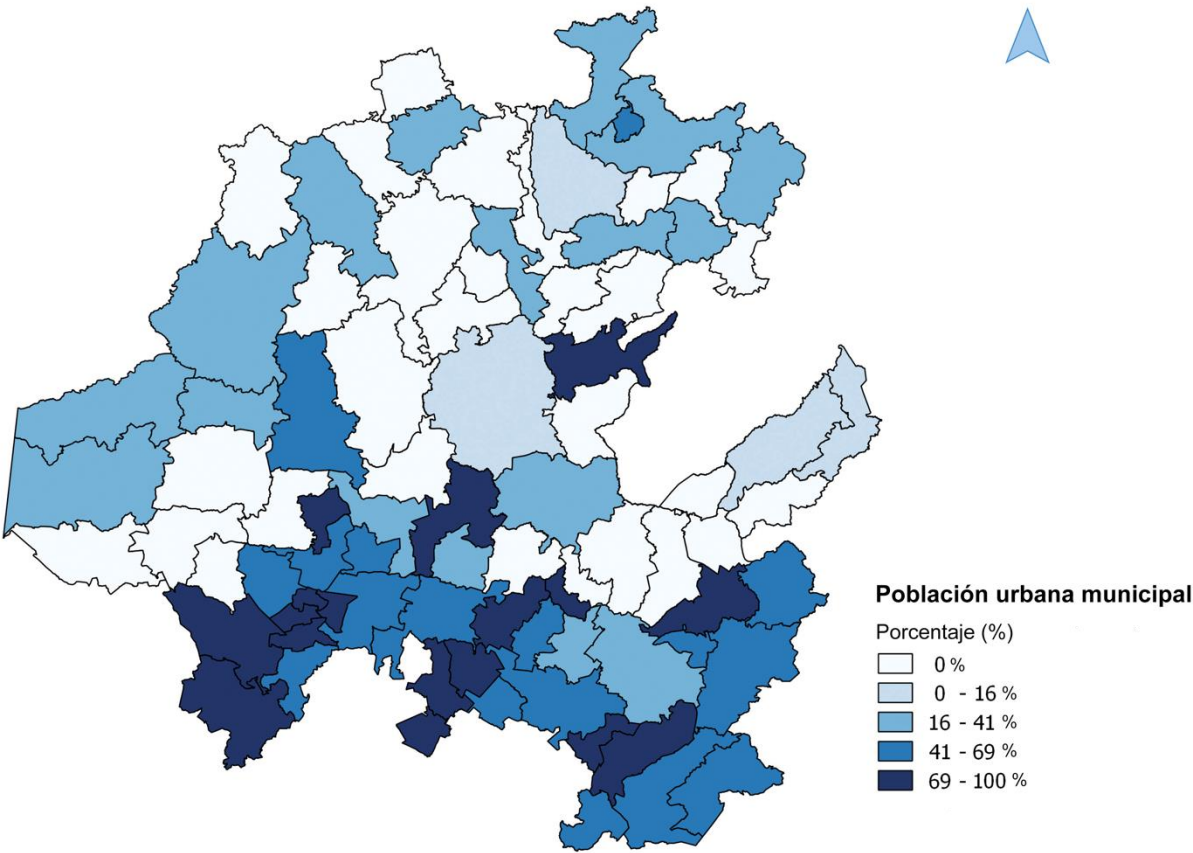 Población urbana municipal
Porcentaje (%)
0 %
0 - 16 %
16 - 41 %
41 - 69 %
69 - 100 %